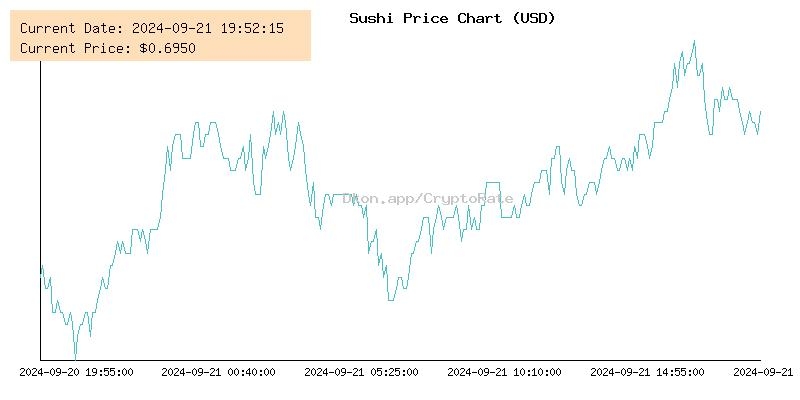 Sushi Price Chart (USD)
Current Date: 2024-09-21 19:52:15
Current Price: $0.6950
Dton.app/CryptoRate
2024-09-20 19:55:00
2024-09-21 00:40:00
2024-09-21 05:25:00
2024-09-21 10:10:00
2024-09-21 14:55:00
2024-09-21